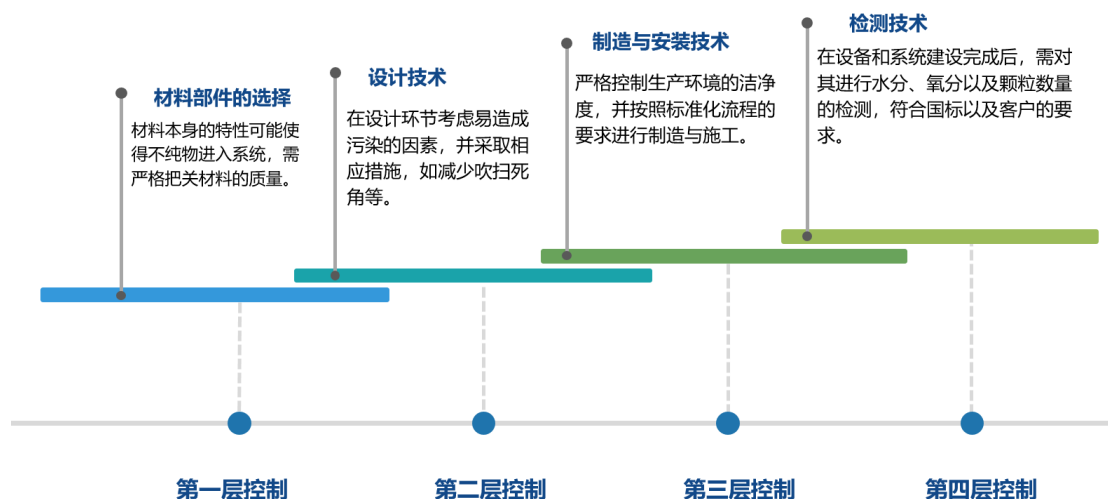 材料部件的选择
材料本身的特性可能使
得不纯物进入系统，需
严格把关材料的质量。
设计技术
在设计环节考虑易造成
污染的因素，并采取相
应措施，如减少吹扫死
角等。
制造与安装技术
严格控制生产环境的洁净
度，并按照标准化流程的
要求进行制造与施工。
检测技术
在设备和系统建设完成后，需对
其进行水分、氧分以及颗粒数量
的检测，符合国标以及客户的要
求。
第一层控制
第二层控制
第三层控制
第四层控制